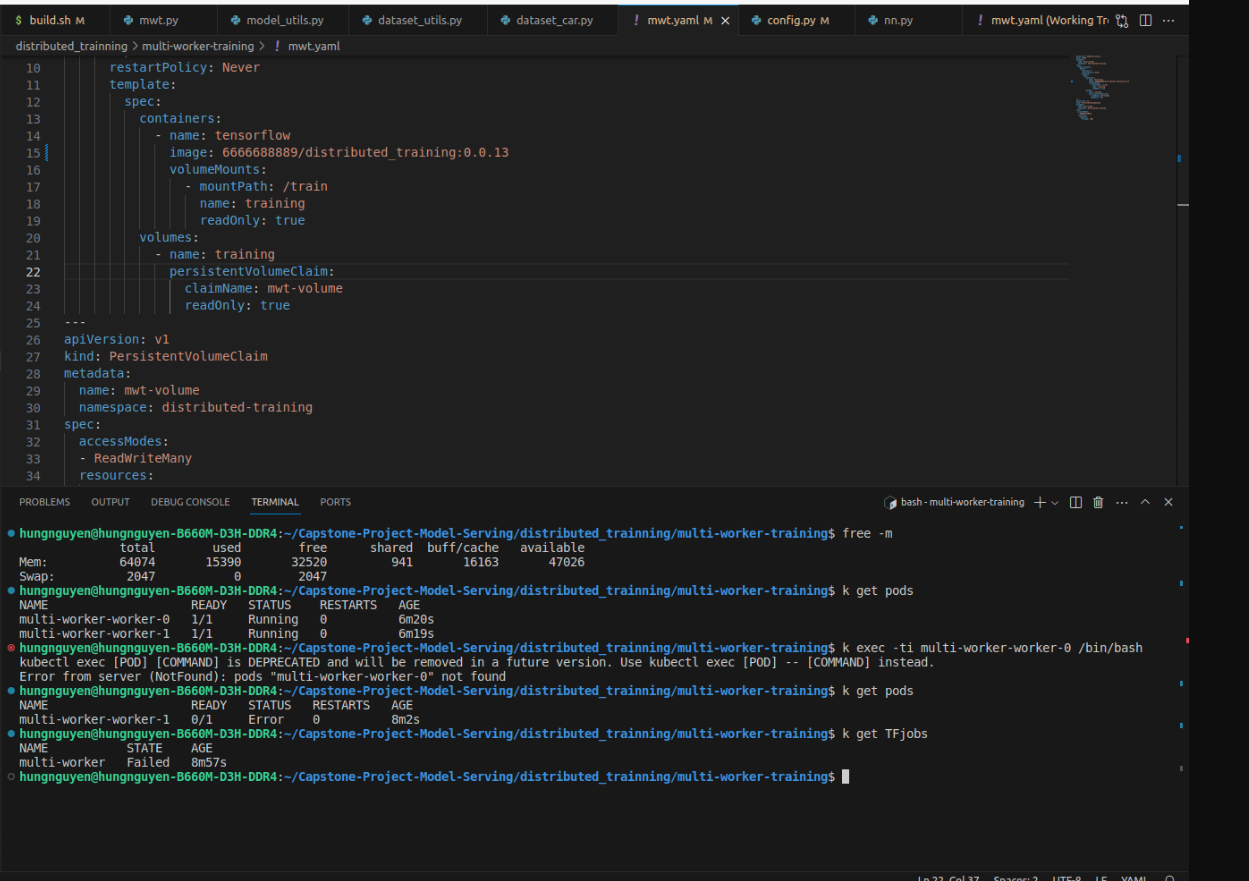 $ build.sh M mwt.py model_utils.py dataset_utils.py dataset_car.py ! mwt.yaml M × config.py M nn.py ! mwt.yaml (Working Tr
distributed_trainning > multi-worker-training > ! mwt.yaml
10 restartPolicy: Never
11 template:
12 spec:
13 containers:
14 - name: tensorflow
15 image: 6666688889/distributed_training:0.0.13
16 volumeMounts:
17 - mountPath: /train
18 name: training
19 readOnly: true
20 volumes:
21 - name: training
22 persistentVolumeClaim:
23 claimName: mwt-volume
24 readOnly: true
25 ---
26 apiVersion: v1
27 kind: PersistentVolumeClaim
28 metadata:
29 name: mwt-volume
30 namespace: distributed-training
31 spec:
32 accessModes:
33 - ReadWriteMany
34 resources:
PROBLEMS OUTPUT DEBUG CONSOLE TERMINAL PORTS bash - multi-worker-training
hungnguyen@hungnguyen-B660M-D3H-DDR4:~/Capstone-Project-Model-Serving/distributed_trainning/multi-worker-training$ free -m
total used free shared buff/cache available
Mem: 64074 15390 32520 941 16163 47026
Swap: 2047 0 2047
hungnguyen@hungnguyen-B660M-D3H-DDR4:~/Capstone-Project-Model-Serving/distributed_trainning/multi-worker-training$ k get pods
NAME READY STATUS RESTARTS AGE
multi-worker-worker-0 1/1 Running 0 6m20s
multi-worker-worker-1 1/1 Running 0 6m19s
hungnguyen@hungnguyen-B660M-D3H-DDR4:~/Capstone-Project-Model-Serving/distributed_trainning/multi-worker-training$ k exec -ti multi-worker-worker-0 /bin/bash
kubectl exec [POD] [COMMAND] is DEPRECATED and will be removed in a future version. Use kubectl exec [POD] -- [COMMAND] instead.
Error from server (NotFound): pods "multi-worker-worker-0" not found
hungnguyen@hungnguyen-B660M-D3H-DDR4:~/Capstone-Project-Model-Serving/distributed_trainning/multi-worker-training$ k get pods
NAME READY STATUS RESTARTS AGE
multi-worker-worker-1 0/1 Error 0 8m2s
hungnguyen@hungnguyen-B660M-D3H-DDR4:~/Capstone-Project-Model-Serving/distributed_trainning/multi-worker-training$ k get TFjobs
NAME STATE AGE
multi-worker Failed 8m57s
hungnguyen@hungnguyen-B660M-D3H-DDR4:~/Capstone-Project-Model-Serving/distributed_trainning/multi-worker-training$
Ln 22, Col 37 Spaces: 2 UTF-8 LF YAML